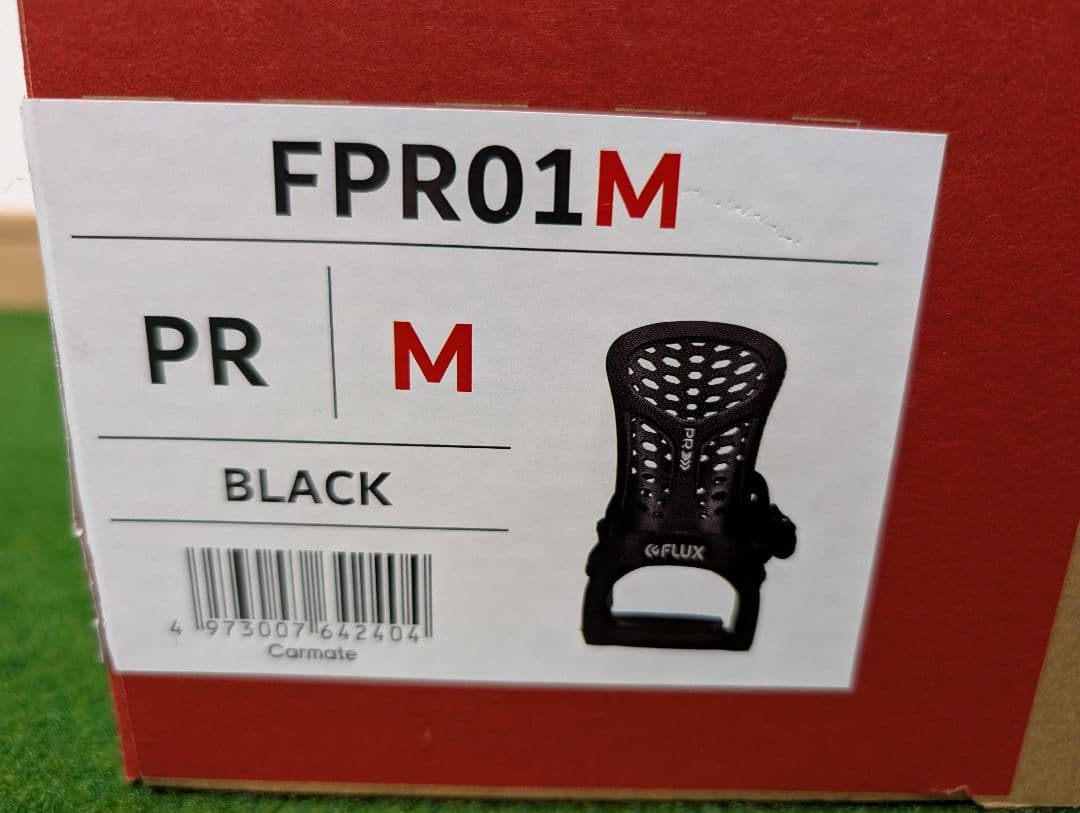 FPR01M
PR
M
BLACK
4 973007 642404
Carmate
PR
FLUX